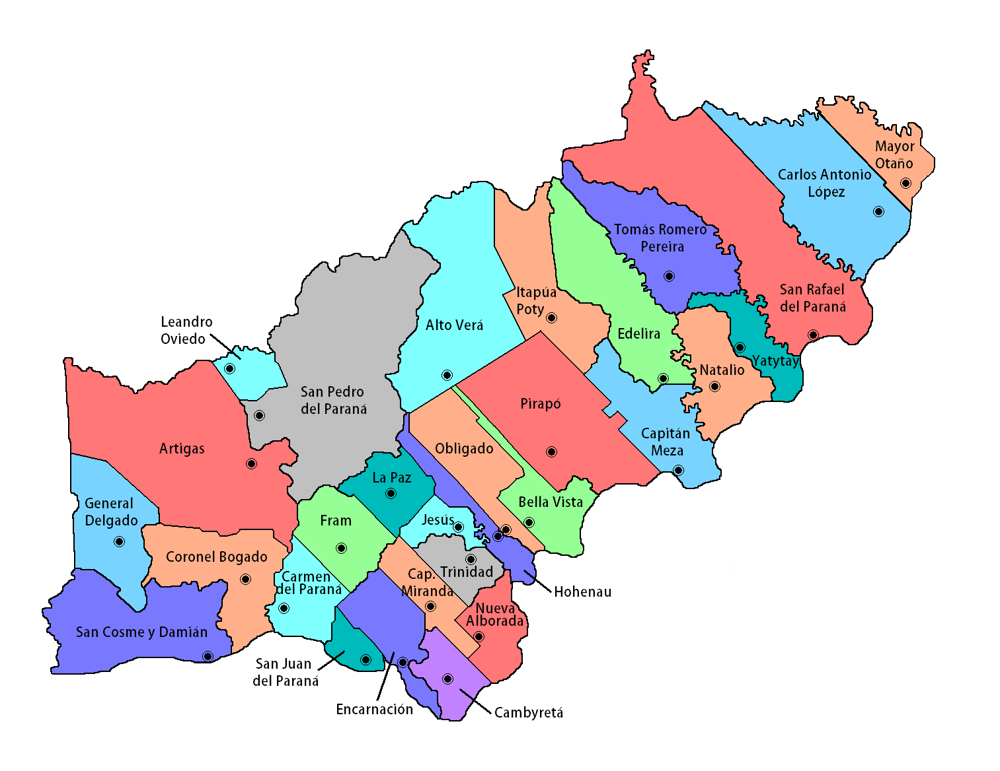 Mayor
Otaño
Carlos Antonio
López
Tomás Romero
Pereira
San Rafael
del Paraná
Itapúa
Poty
Alto Verá
Edelira
Leandro
Oviedo
Yatytay
Natalio
San Pedro
del Paraná
Pirapó
Capitán
Meza
Artigas
Obligado
La Paz
Bella Vista
General
Delgado
Fram
Jesús
Coronel Bogado
Trinidad
Carmen
del Paraná
Cap.
Miranda
Hohenau
Nueva
Alborada
San Cosme y Damián
San Juan
del Paraná
Encarnación
Cambyretá